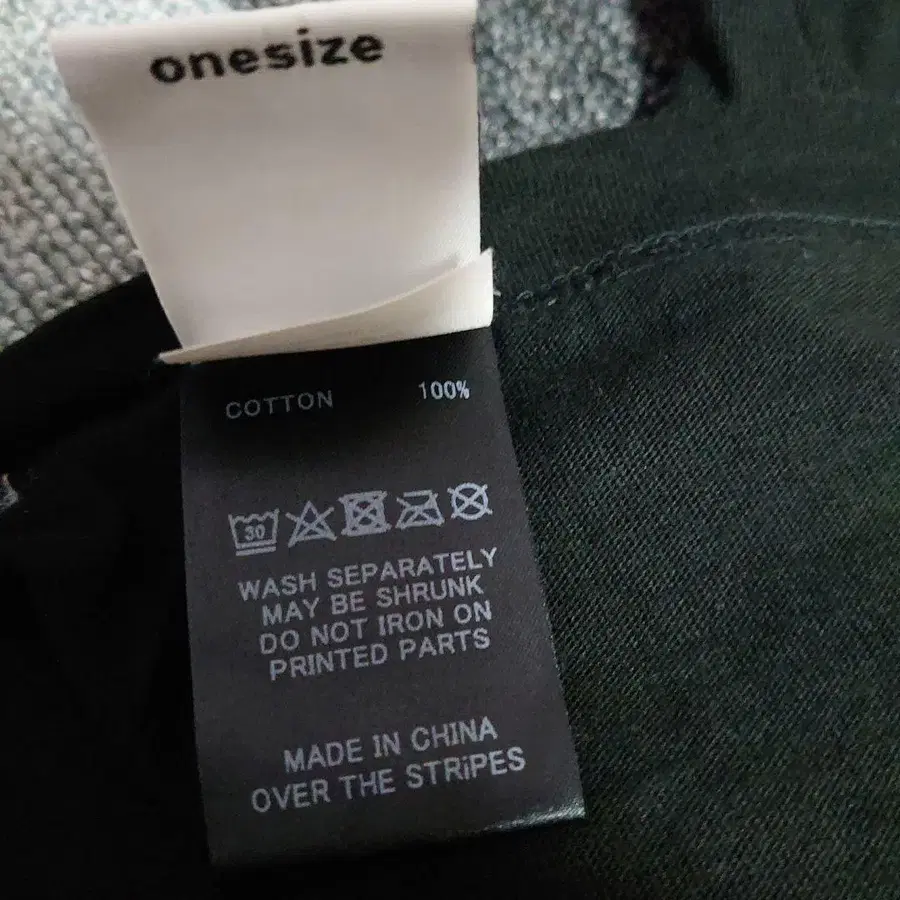 onesize
COTTON 100%
30
WASH SEPARATELY
MAY BE SHRUNK
DO NOT IRON ON
PRINTED PARTS
MADE IN CHINA
OVER THE STRiPES